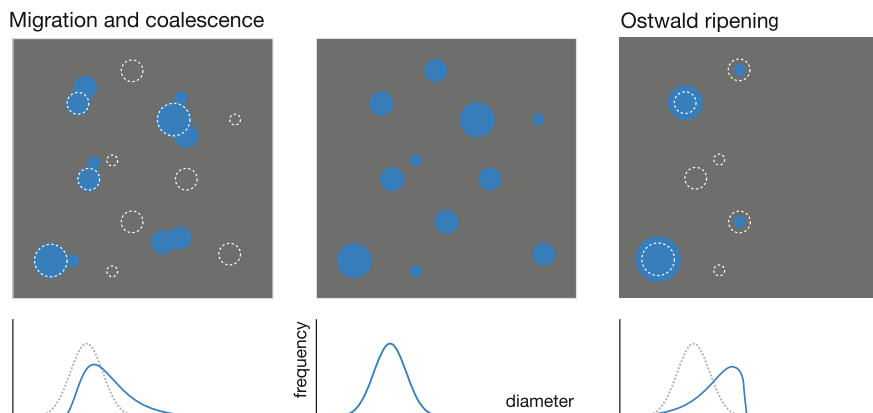 Migration and coalescence
Ostwald ripening
frequency
diameter